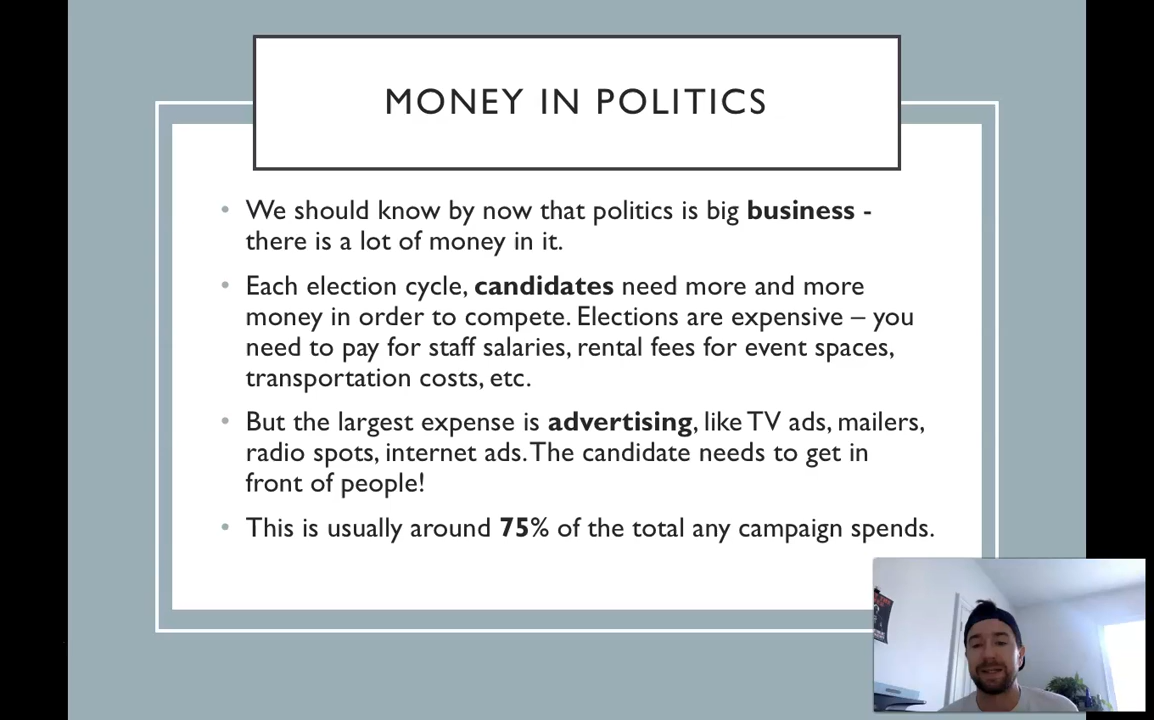 MONEY IN POLITICS
• We should know by now that politics is big business -
there is a lot of money in it.
• Each election cycle, candidates need more and more
money in order to compete. Elections are expensive – you
need to pay for staff salaries, rental fees for event spaces,
transportation costs, etc.
• But the largest expense is advertising, like TV ads, mailers,
radio spots, internet ads. The candidate needs to get in
front of people!
• This is usually around 75% of the total any campaign spends.